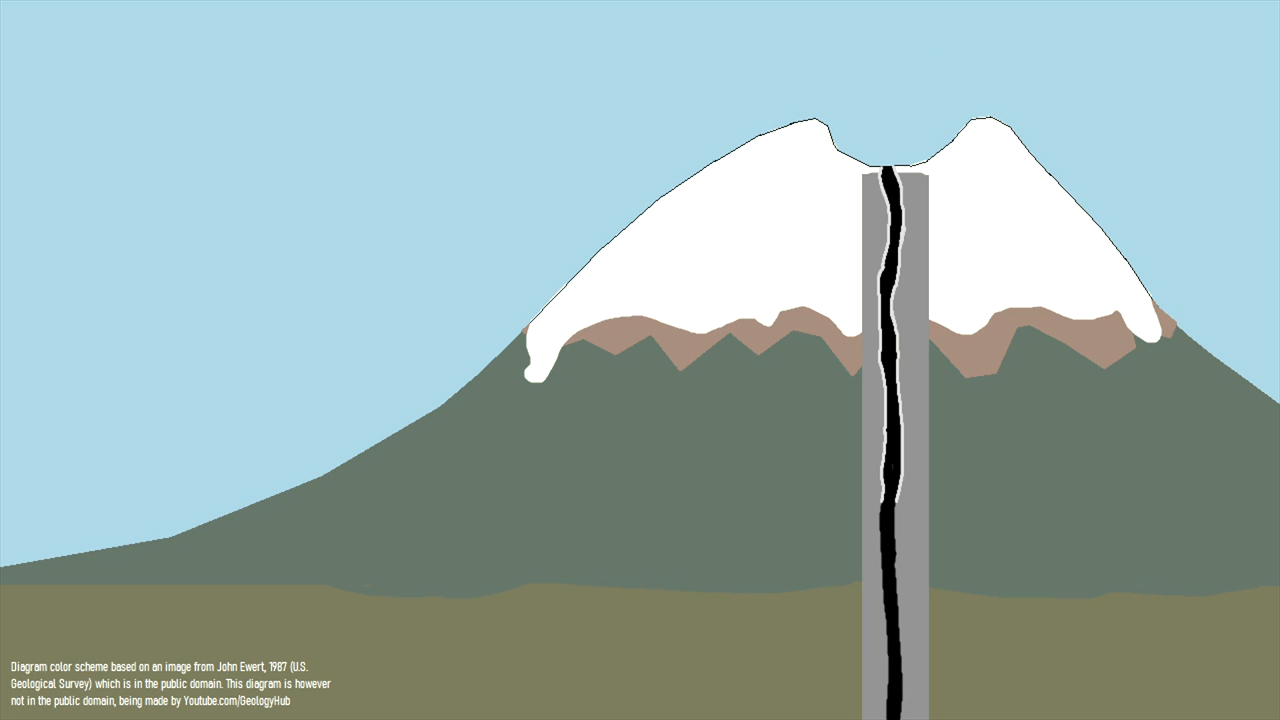 Diagram color scheme based on an image from John Ewert, 1987 (U.S.
Geological Survey) which is in the public domain. This diagram is however
not in the public domain, being made by Youtube.com/GeologyHub